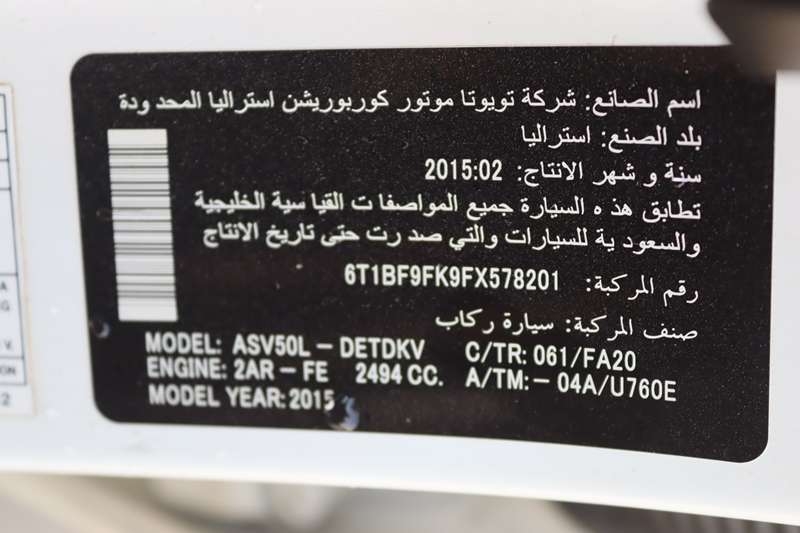 اسم الصانع: شركة تويوتا موتور كوربوريشن استراليا المحدودة
بلد الصنع: استراليا
سنة و شهر الانتاج: 2015:02
تطابق هذه السيارة جميع المواصفات القياسية الخليجية
والسعودية للسيارات والتي صدرت حتى تاريخ الانتاج
رقم المركبة: 6T1BF9FK9FX578201
صنف المركبة: سيارة ركاب
MODEL: ASV50L - DETDKV C/TR: 061/FA20
ENGINE: 2AR - FE 2494 CC. A/TM: - 04A/U760E
MODEL YEAR: 2015